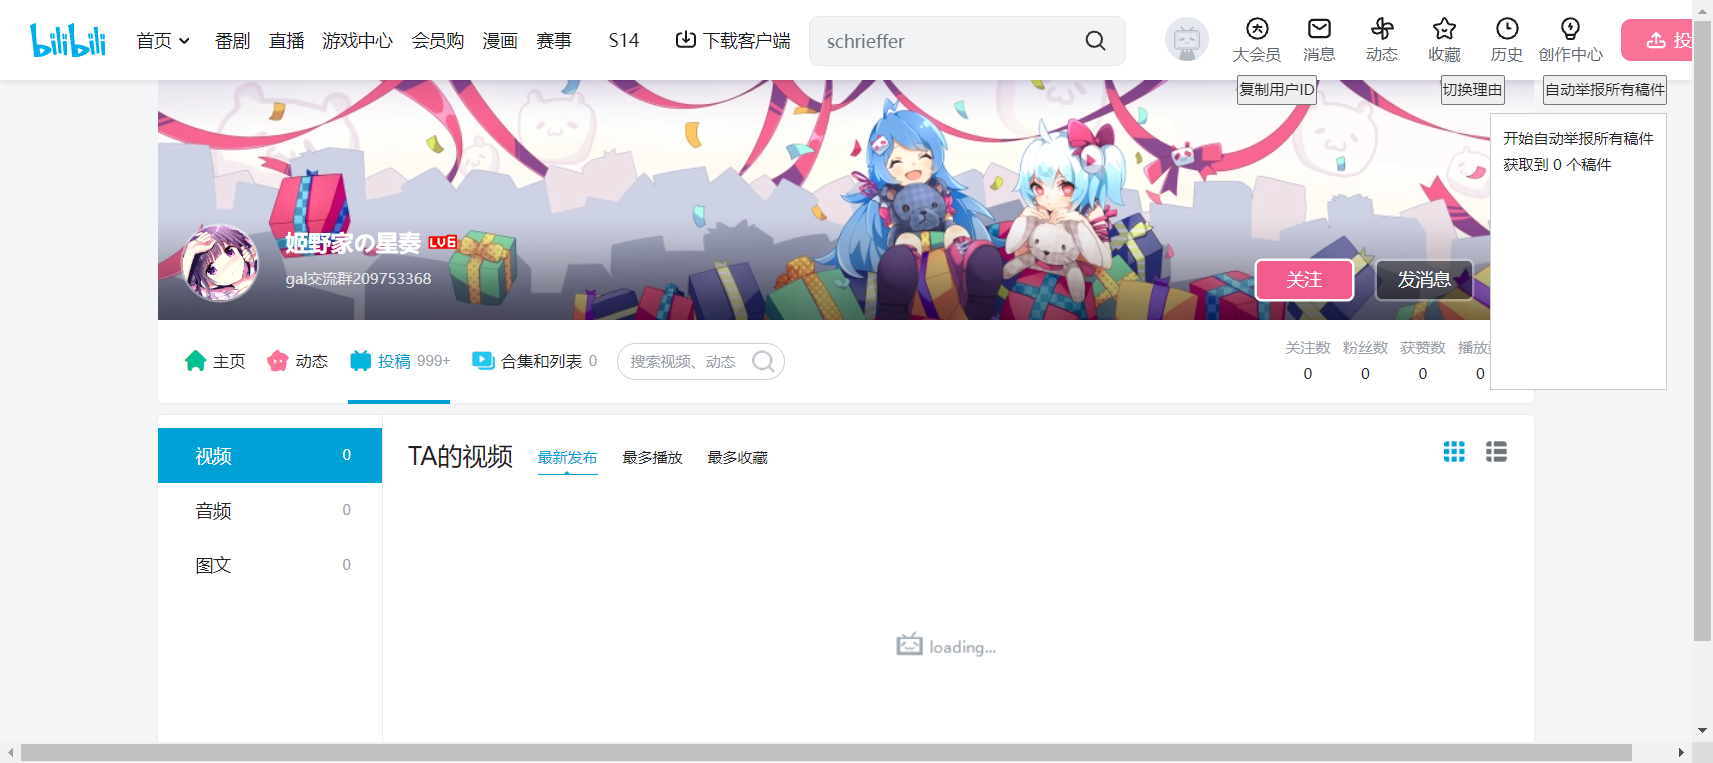 bilibili
首页
番剧
直播
游戏中心
会员购
漫画
赛事
S14
下载客户端
schrieffer
大会员
消息
动态
收藏
历史
创作中心
投
复制用户ID
切换理由
自动举报所有稿件
开始自动举报所有稿件
获取到 0 个稿件
姬野家の星奏 LV6
gal交流群209753368
关注
发消息
主页
动态
投稿 999+
合集和列表 0
搜索视频、动态
关注数
0
粉丝数
0
获赞数
0
播放
0
视频 0
音频 0
图文 0
TA的视频
最新发布
最多播放
最多收藏
loading...